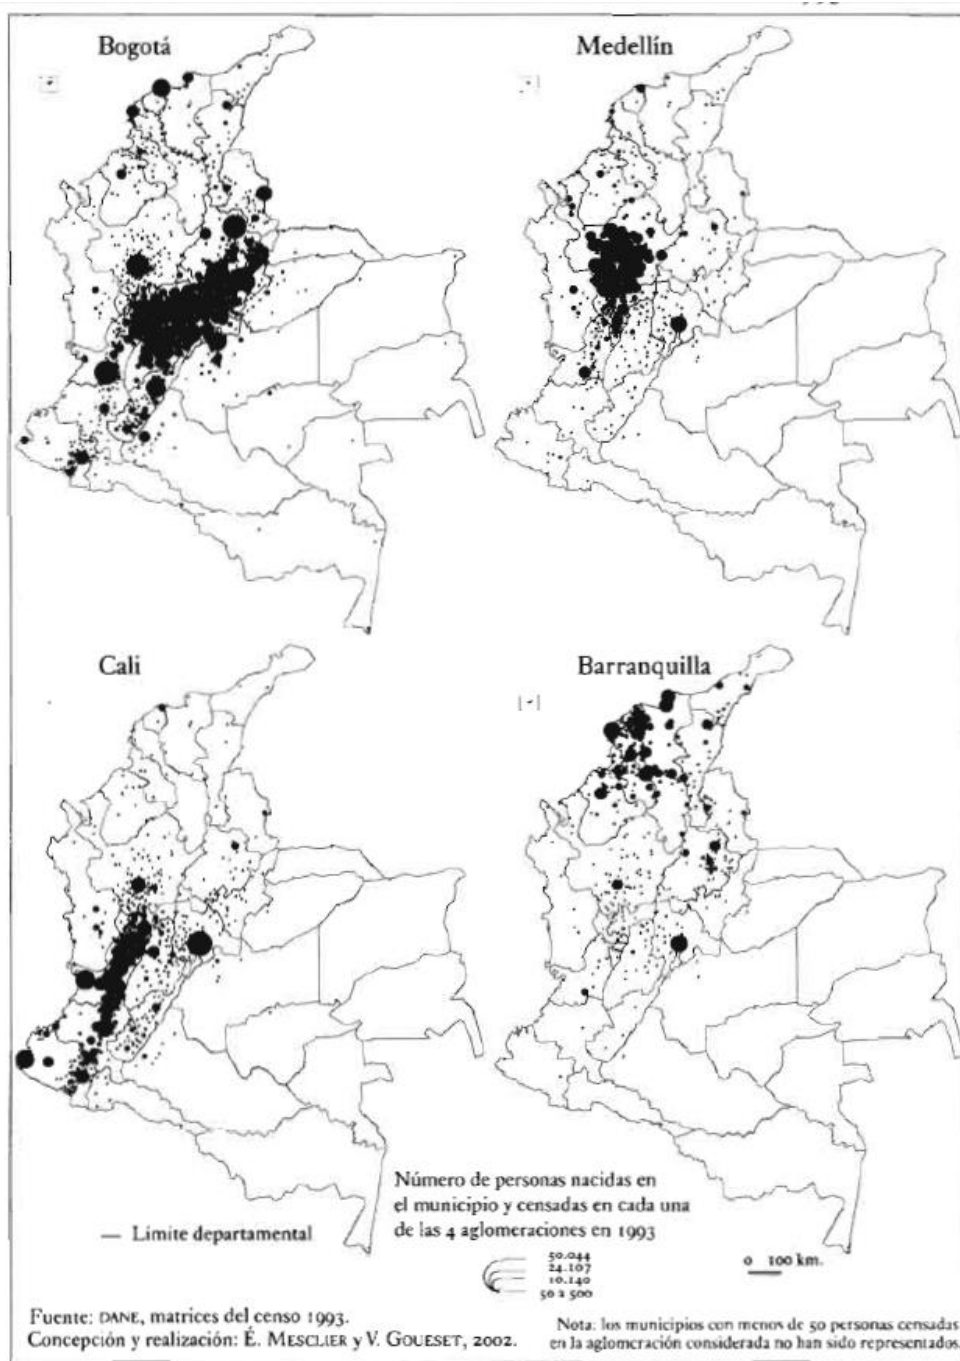 Bogotá
Medellín
Cali
Barranquilla
Número de personas nacidas en
el municipio y censadas en cada una
de las 4 aglomeraciones en 1993
— Límite departamental
50.044
24.107
10.140
50 a 500
0 100 km.
Fuente: DANE, matrices del censo 1993.
Concepción y realización: É. MESCLIER y V. GOUESET, 2002.
Nota: los municipios con menos de 50 personas censadas
en la aglomeración considerada no han sido representados.